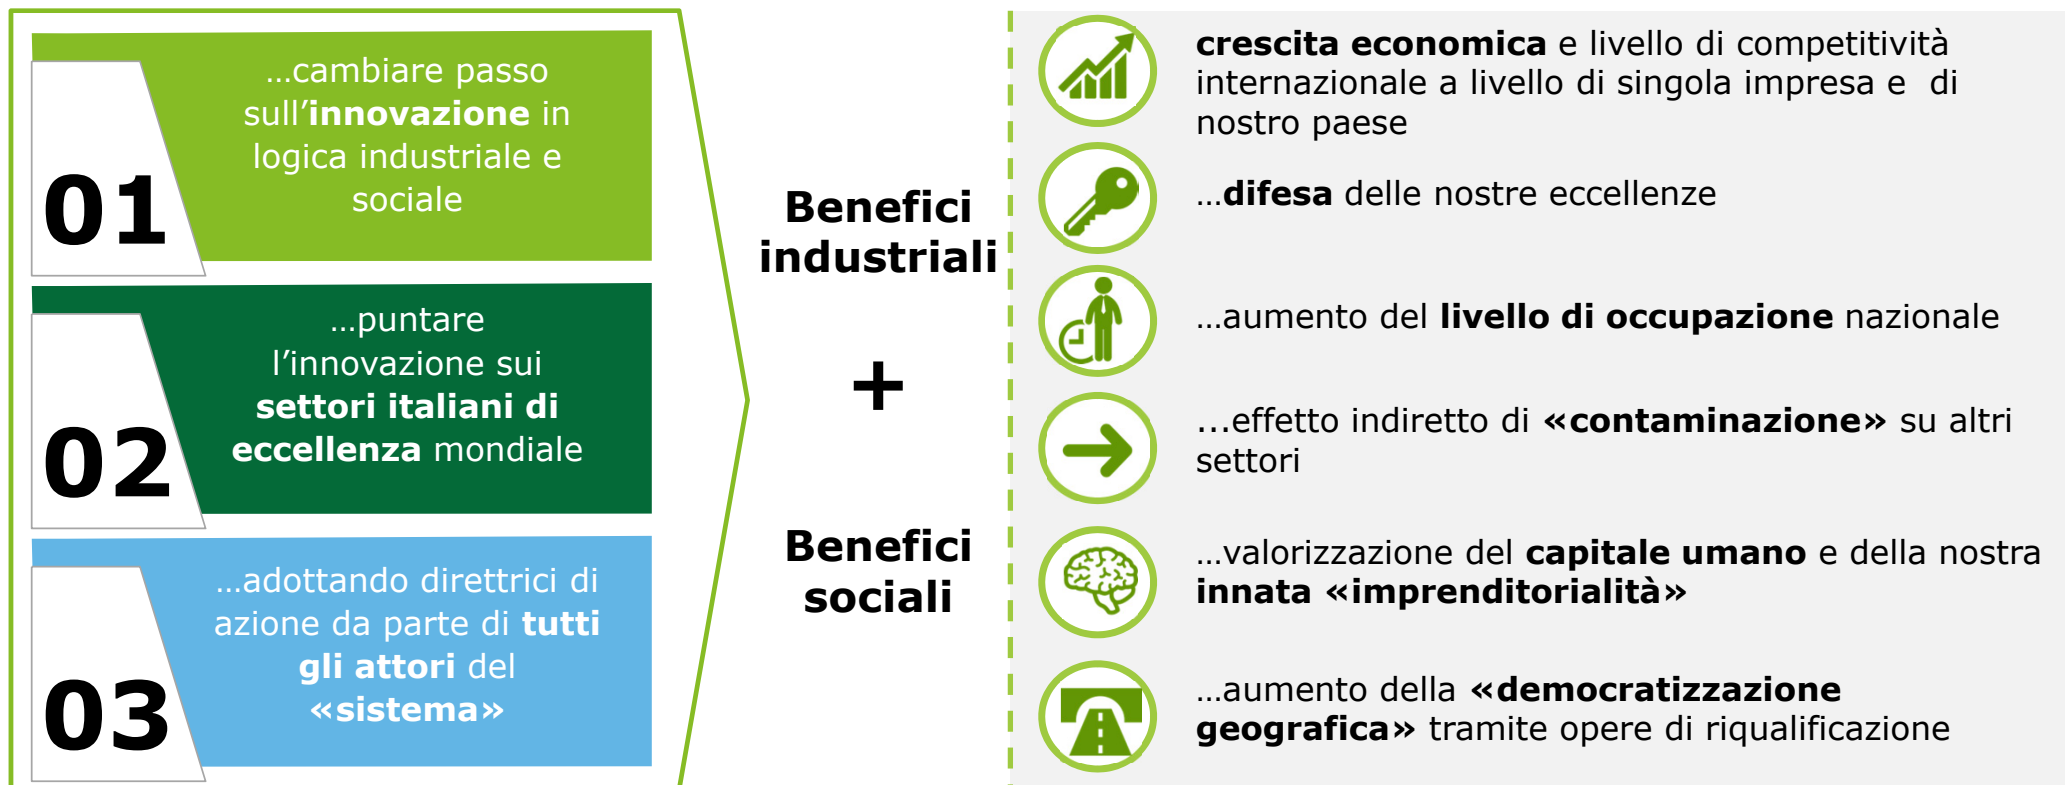 01
…cambiare passo
sull’innovazione in
logica industriale e
sociale
02
…puntare
l’innovazione sui
settori italiani di
eccellenza mondiale
03
…adottando direttrici di
azione da parte di tutti
gli attori del
«sistema»
Benefici
industriali
+
Benefici
sociali
crescita economica e livello di competitività
internazionale a livello di singola impresa e  di
nostro paese
…difesa delle nostre eccellenze
…aumento del livello di occupazione nazionale
…effetto indiretto di «contaminazione» su altri
settori
…valorizzazione del capitale umano e della nostra
innata «imprenditorialità»
…aumento della «democratizzazione
geografica» tramite opere di riqualificazione